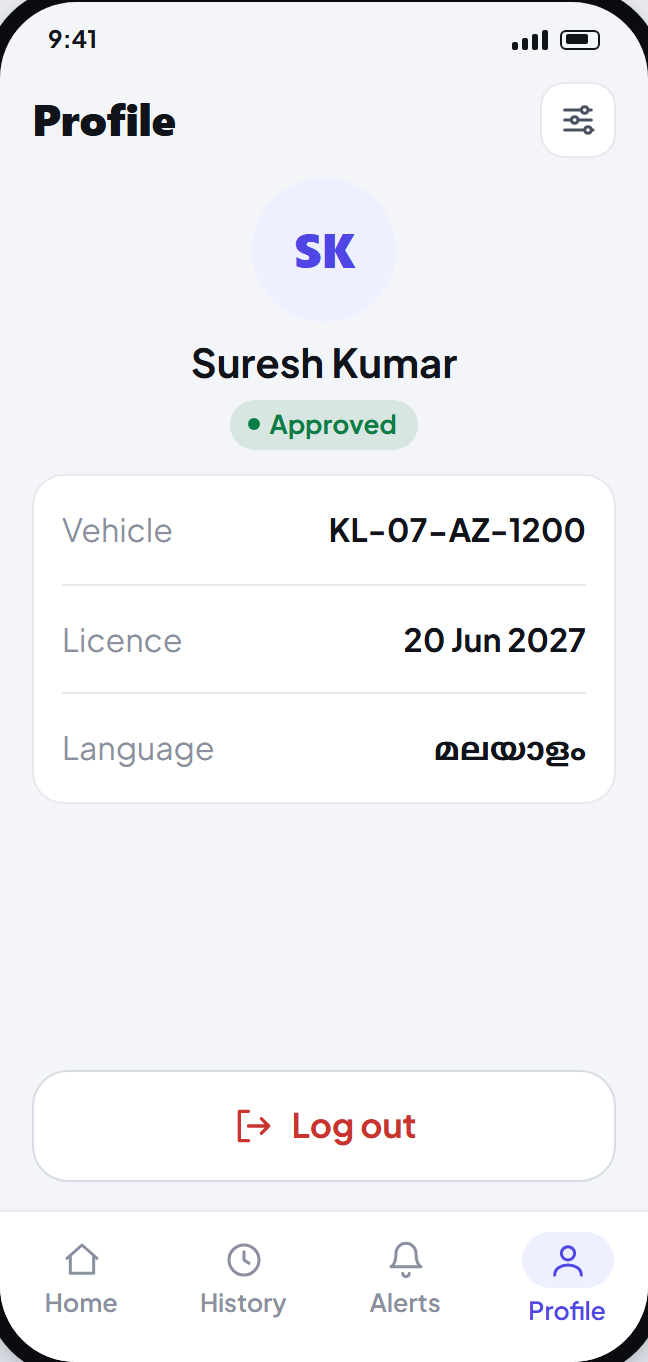 9:41
Profile
SK
Suresh Kumar
Approved
Vehicle KL-07-AZ-1200
Licence 20 Jun 2027
Language മലയാളം
Log out
Home History Alerts Profile